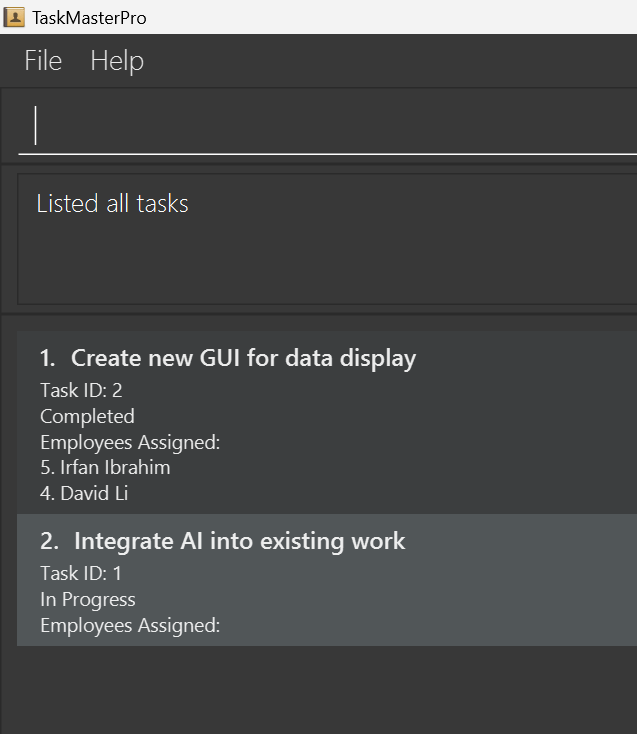 TaskMasterPro
File Help
Listed all tasks
1. Create new GUI for data display
Task ID: 2
Completed
Employees Assigned:
5. Irfan Ibrahim
4. David Li
2. Integrate AI into existing work
Task ID: 1
In Progress
Employees Assigned: